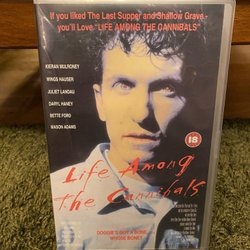 If you liked The Last Supper and Shallow Grave -
you'll Love "LIFE AMONG THE CANNIBALS"
KIERAN MULRONEY
WINGS HAUSER
JULIET LANDAU
DARYL HANEY
BETTE FORD
MASON ADAMS
18
Life Among
the Cannibals
DOGGIE'S GOT A BONE...
WHOSE BONE?